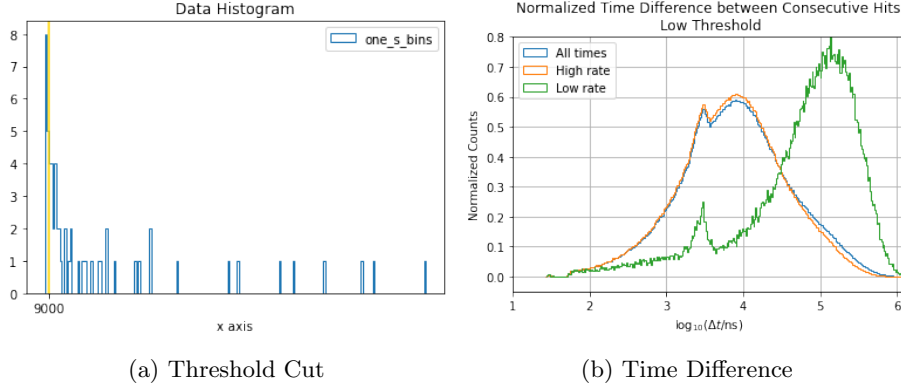 Data Histogram
one_s_bins
8
7
6
5
4
3
2
1
0
9000
x axis
(a) Threshold Cut
Normalized Time Difference between Consecutive Hits
Low Threshold
All times
High rate
Low rate
Normalized Counts
0.8
0.7
0.6
0.5
0.4
0.3
0.2
0.1
0.0
1 2 3 4 5 6
log₁₀(Δt/ns)
(b) Time Difference